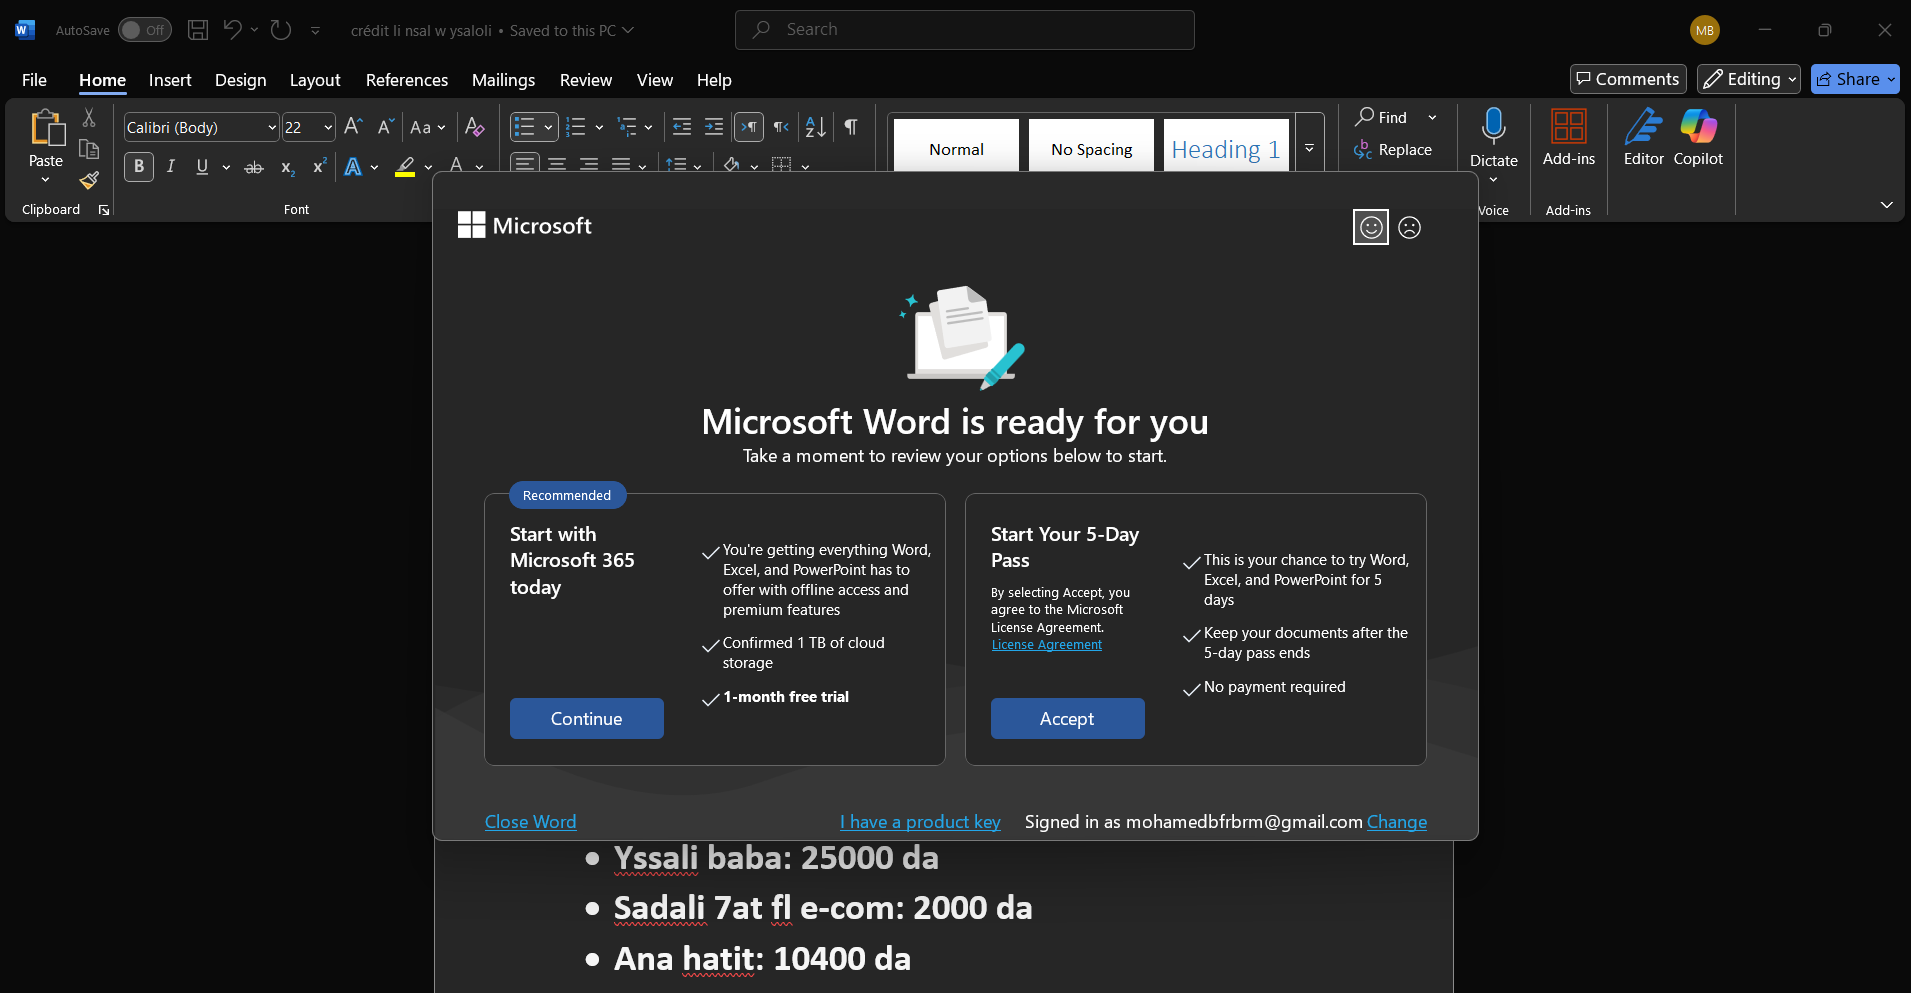 AutoSave Off crédit li nsal w ysaloli • Saved to this PC Search MB
File Home Insert Design Layout References Mailings Review View Help Comments Editing Share
Calibri (Body) 22 Aa Normal No Spacing Heading 1 Find
Paste Replace Dictate Add-ins Editor Copilot
Clipboard Font Voice Add-ins
Microsoft
Microsoft Word is ready for you
Take a moment to review your options below to start.
Recommended
Start with
Microsoft 365
today
You're getting everything Word,
Excel, and PowerPoint has to
offer with offline access and
premium features
Confirmed 1 TB of cloud
storage
1-month free trial
Continue
Start Your 5-Day
Pass
By selecting Accept, you
agree to the Microsoft
License Agreement.
License Agreement
This is your chance to try Word,
Excel, and PowerPoint for 5
days
Keep your documents after the
5-day pass ends
No payment required
Accept
Close Word I have a product key Signed in as mohamedbfrbrm@gmail.com Change
• Yssali baba: 25000 da
• Sadali 7at fl e-com: 2000 da
• Ana hatit: 10400 da